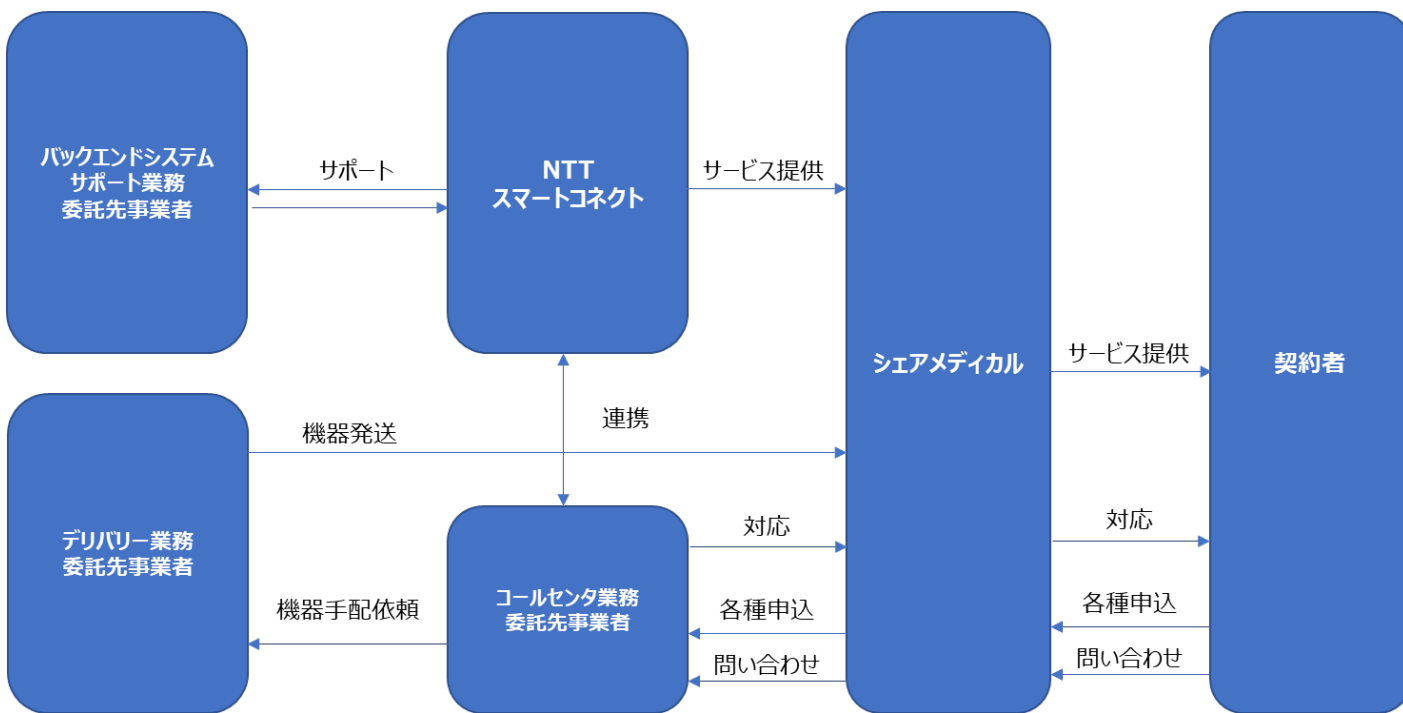 バックエンドシステム
サポート業務
委託先事業者
サポート
NTT
スマートコネクト
サービス提供
シェアメディカル
サービス提供
契約者
機器発送
連携
デリバリー業務
委託先事業者
機器手配依頼
コールセンタ業務
委託先事業者
対応
各種申込
問い合わせ
対応
各種申込
問い合わせ